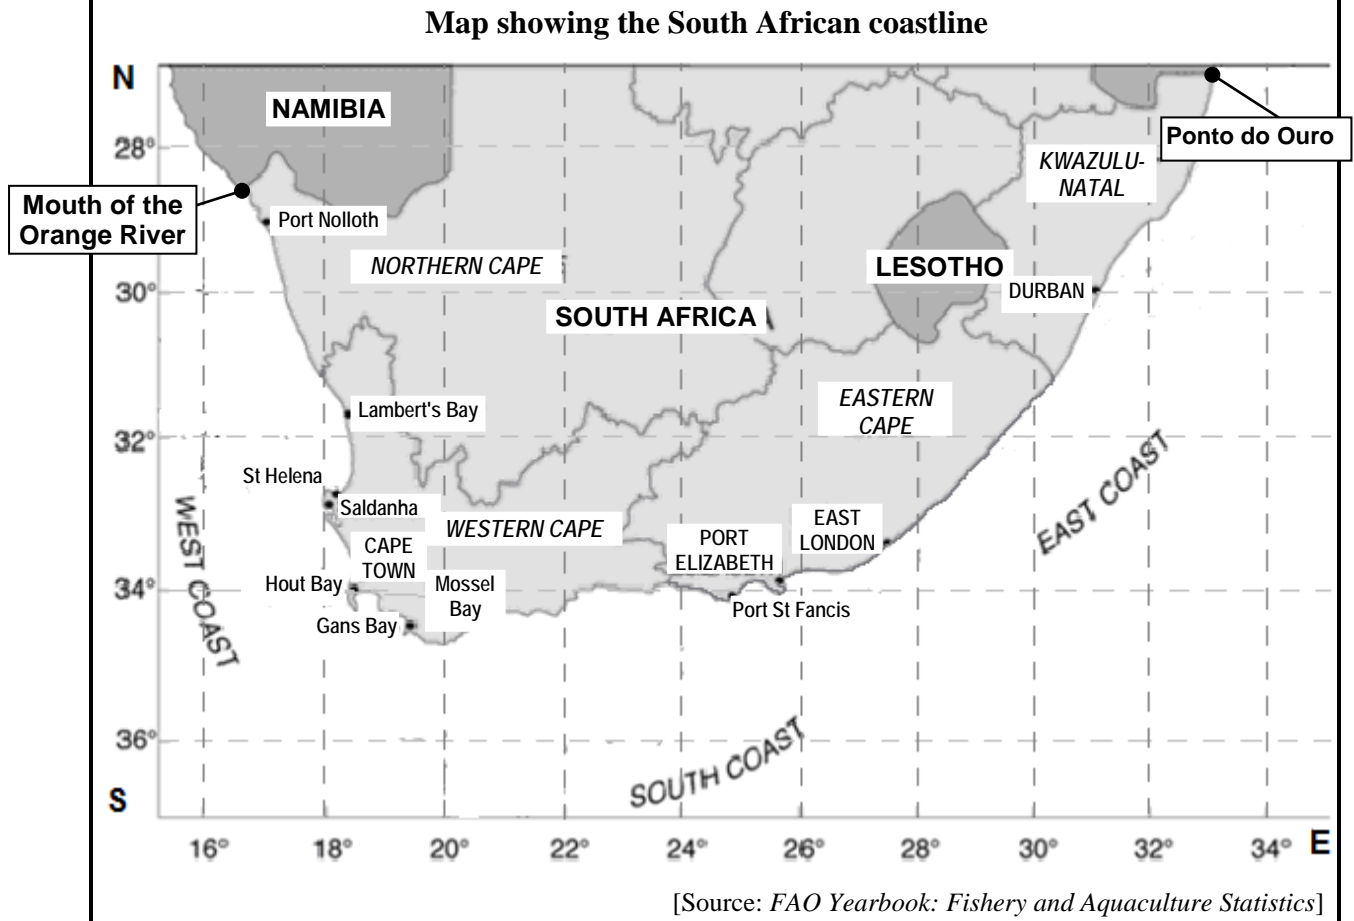 Map showing the South African coastline
N
NAMIBIA
Ponto do Ouro
28°
KWAZULU-
NATAL
Mouth of the
Orange River
Port Nolloth
NORTHERN CAPE
LESOTHO
30°
DURBAN
SOUTH AFRICA
EASTERN
CAPE
Lambert's Bay
32°
St Helena
Saldanha
WEST COAST
WESTERN CAPE
EAST COAST
EAST
LONDON
PORT
ELIZABETH
CAPE
TOWN
Hout Bay
34°
Mossel
Bay
Port St Fancis
Gans Bay
36°
SOUTH COAST
S
16°
18°
20°
22°
24°
26°
28°
30°
32°
34°
E
[Source: FAO Yearbook: Fishery and Aquaculture Statistics]